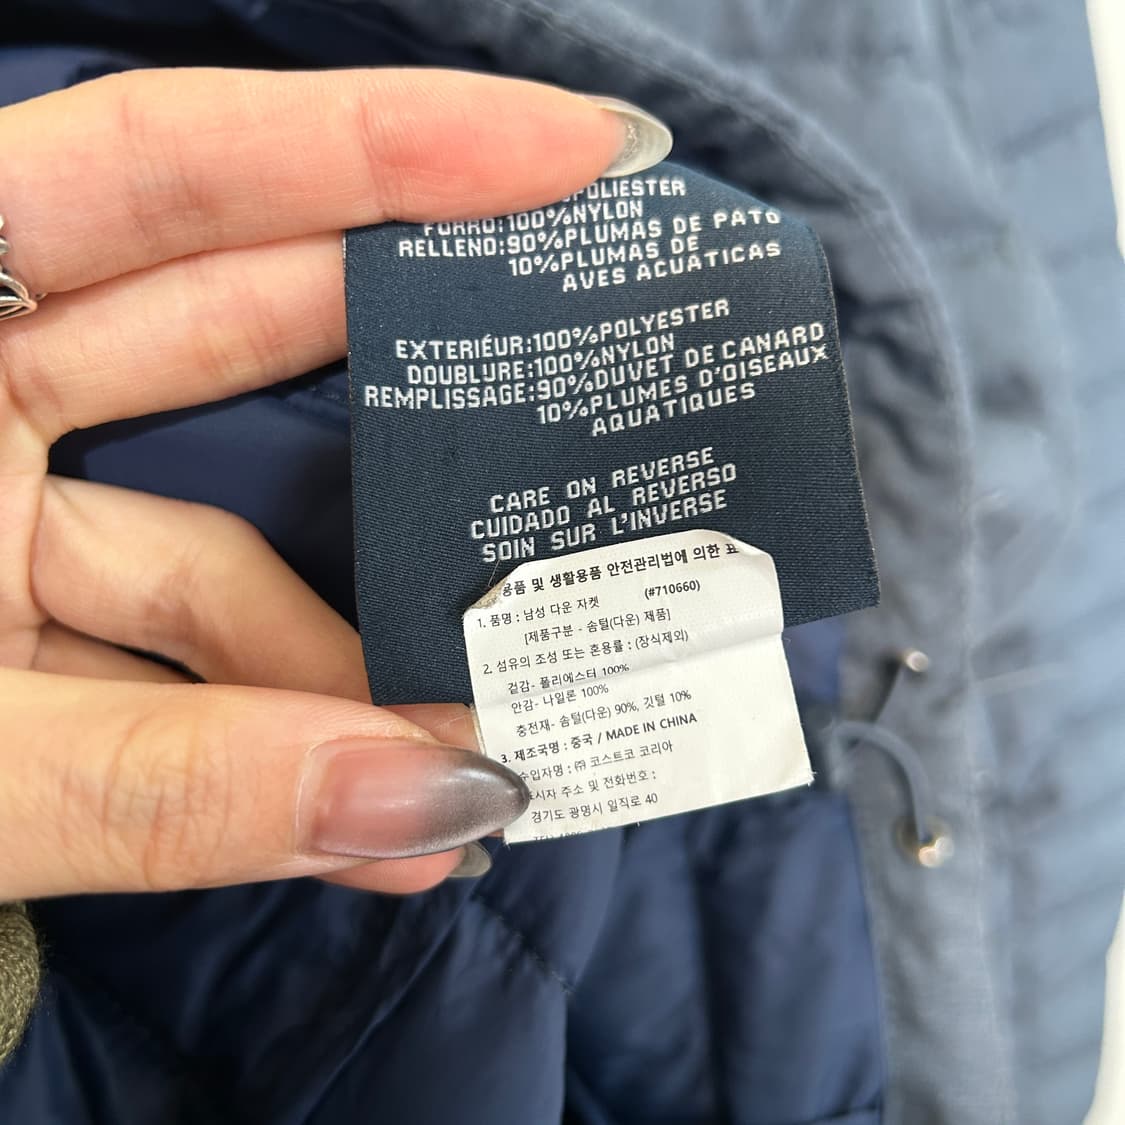 POLIESTER
FORRO:100%NYLON
RELLENO:90%PLUMAS DE PATO
10%PLUMAS DE
AVES ACUATICAS
EXTERIÉUR:100%POLYESTER
DOUBLURE:100%NYLON
REMPLISSAGE:90%DUVET DE CANARD
10%PLUMES D'OISEAUX
AQUATIQUES
CARE ON REVERSE
CUIDADO AL REVERSO
SOIN SUR L'INVERSE
용품 및 생활용품 안전관리법에 의한 표
1. 품명 : 남성 다운 자켓 (#710660)
[제품구분 - 솜털(다운) 제품]
2. 섬유의 조성 또는 혼용률 : (장식제외)
겉감- 폴리에스터 100%
안감- 나일론 100%
충전재- 솜털(다운) 90%, 깃털 10%
3. 제조국명 : 중국 / MADE IN CHINA
수입자명 : ㈜ 코스트코 코리아
표시자 주소 및 전화번호 :
경기도 광명시 일직로 40